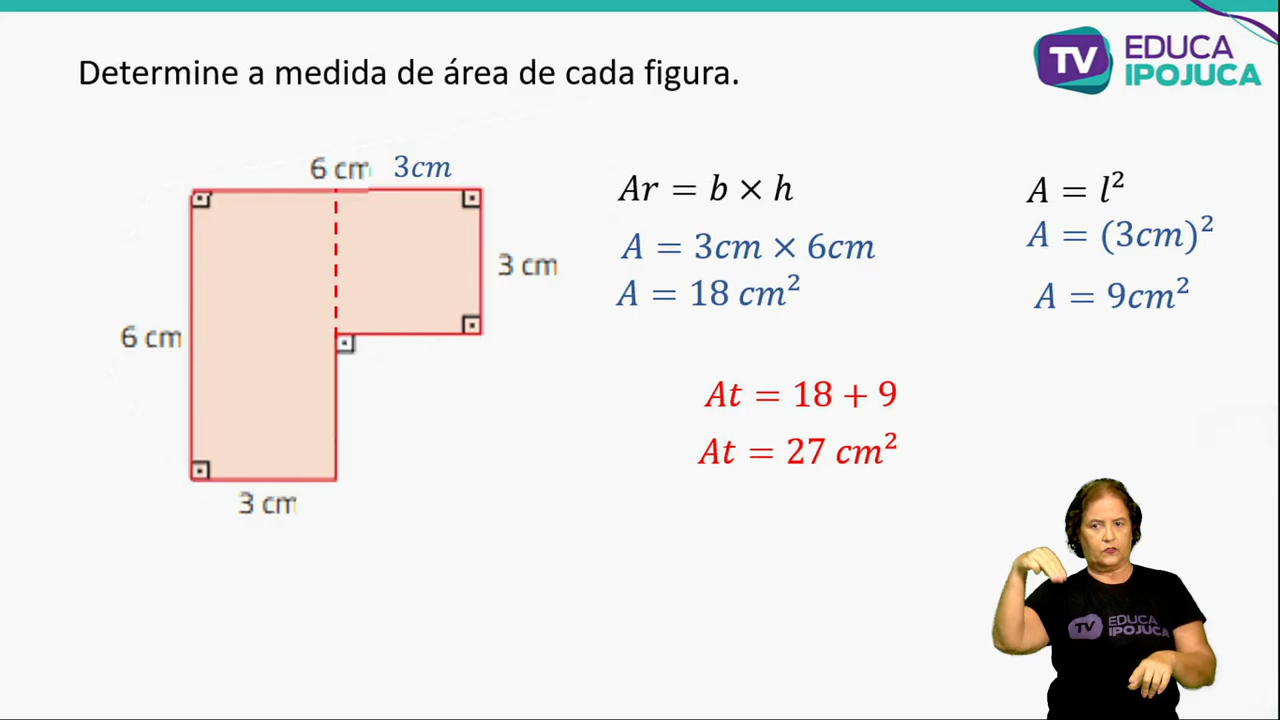 Determine a medida de área de cada figura.
TV EDUCA
IPOJUCA
6 cm 3cm
3 cm
6 cm
3 cm
Ar = b × h
A = 3cm × 6cm
A = 18 cm²
A = l²
A = (3cm)²
A = 9cm²
At = 18 + 9
At = 27 cm²
TV EDUCA
IPOJUCA